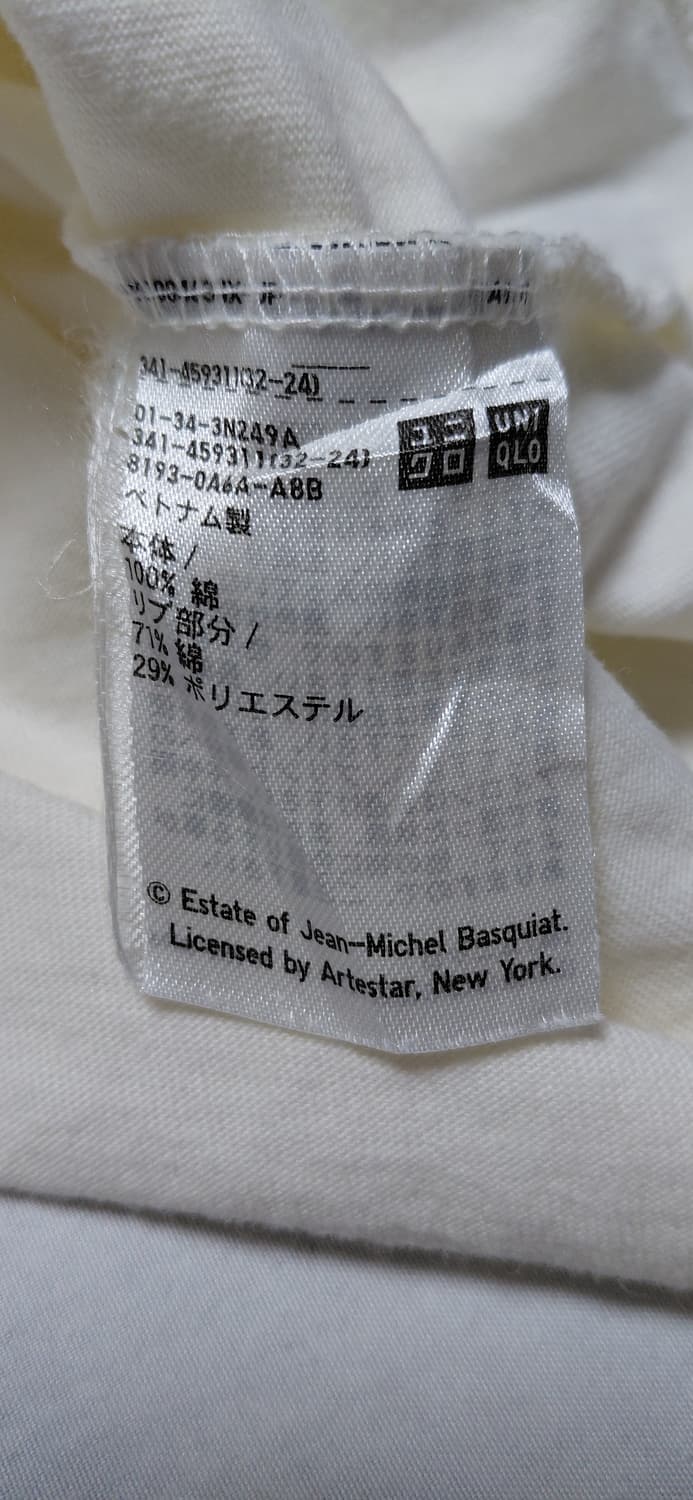 341-459311(32-24)
01-34-3N249A
341-459311(32-24)
8193-0A6A-A8B
ユニ
クロ
UNI
QLO
ベトナム製
本体 /
100% 綿
リブ部分 /
71% 綿
29% ポリエステル
© Estate of Jean-Michel Basquiat.
Licensed by Artestar, New York.